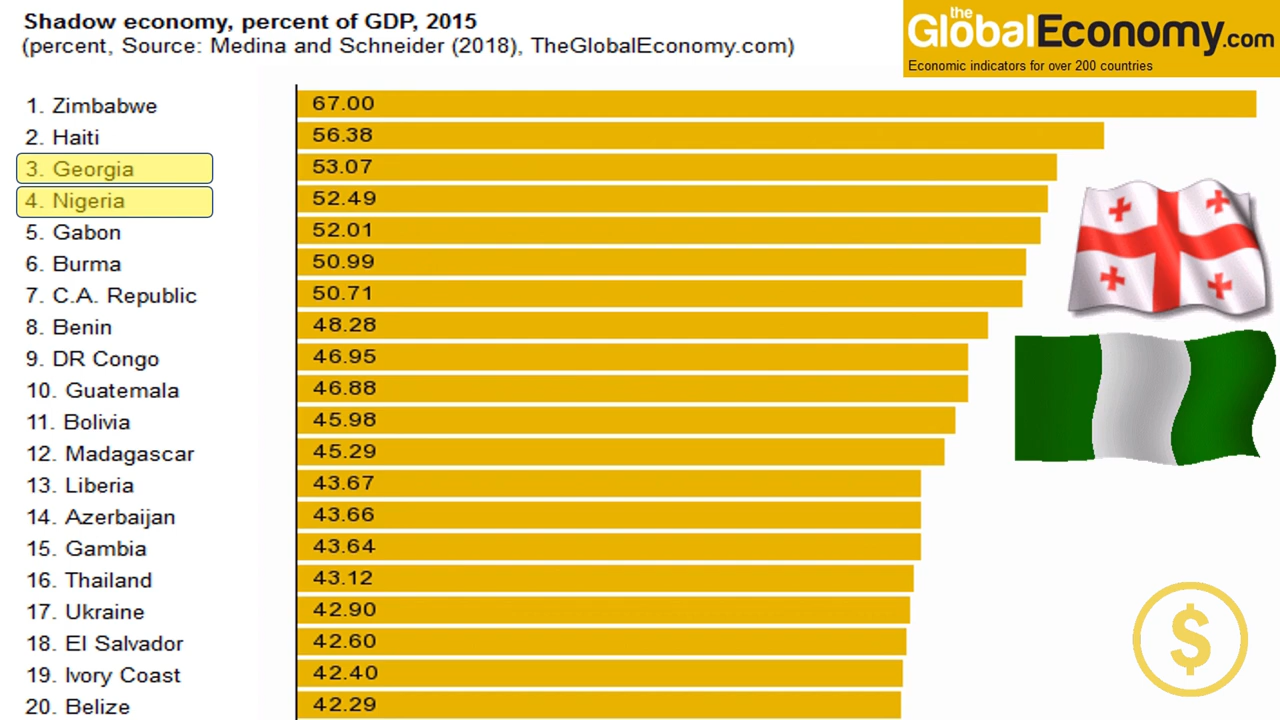 Shadow economy, percent of GDP, 2015
(percent, Source: Medina and Schneider (2018), TheGlobalEconomy.com)
the
GlobalEconomy.com
Economic indicators for over 200 countries
1. Zimbabwe 67.00
2. Haiti 56.38
3. Georgia 53.07
4. Nigeria 52.49
5. Gabon 52.01
6. Burma 50.99
7. C.A. Republic 50.71
8. Benin 48.28
9. DR Congo 46.95
10. Guatemala 46.88
11. Bolivia 45.98
12. Madagascar 45.29
13. Liberia 43.67
14. Azerbaijan 43.66
15. Gambia 43.64
16. Thailand 43.12
17. Ukraine 42.90
18. El Salvador 42.60
19. Ivory Coast 42.40
20. Belize 42.29
$